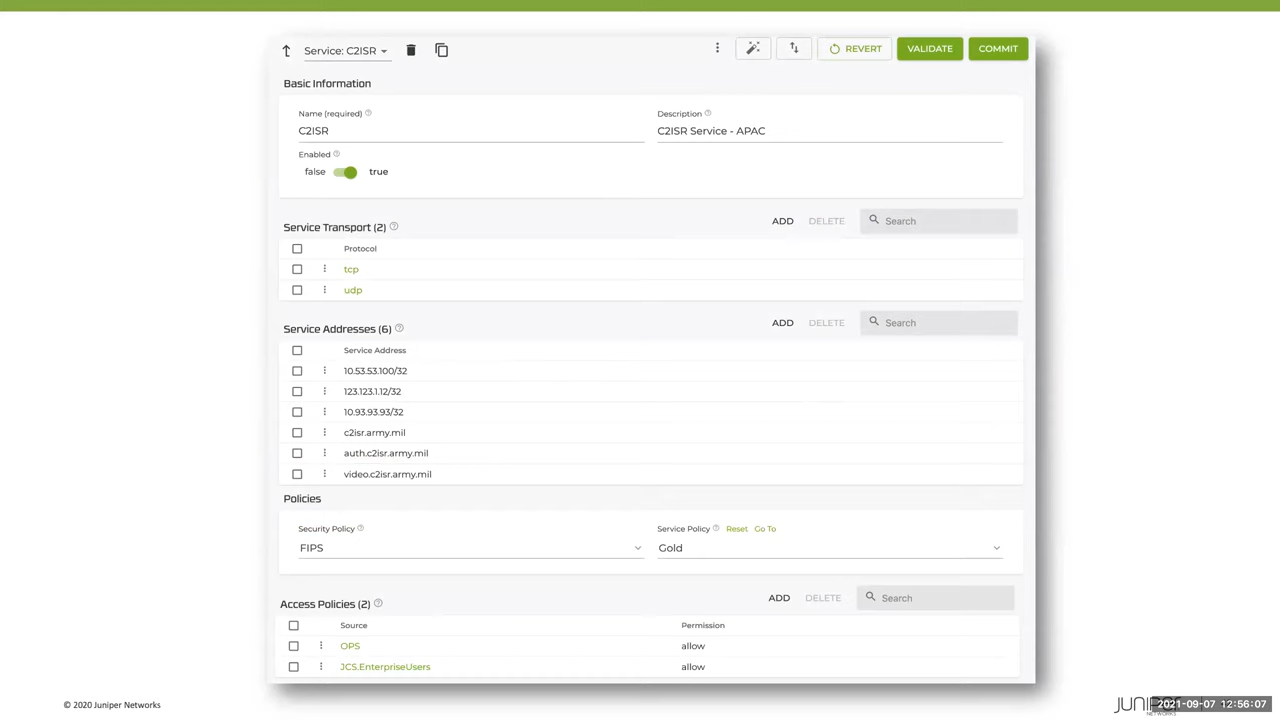 Service: C2ISR
REVERT
VALIDATE
COMMIT
Basic Information
Name (required)
Description
C2ISR
C2ISR Service - APAC
Enabled
false
true
Service Transport (2)
ADD
DELETE
Search
Protocol
tcp
udp
Service Addresses (6)
ADD
DELETE
Search
Service Address
10.53.53.100/32
123.123.1.12/32
10.93.93.93/32
c2isr.army.mil
auth.c2isr.army.mil
video.c2isr.army.mil
Policies
Security Policy
Service Policy
Reset
Go To
FIPS
Gold
Access Policies (2)
ADD
DELETE
Search
Source
Permission
OPS
allow
JCS.EnterpriseUsers
allow
© 2020 Juniper Networks
2021-09-07 12:56:07
NETWORKS